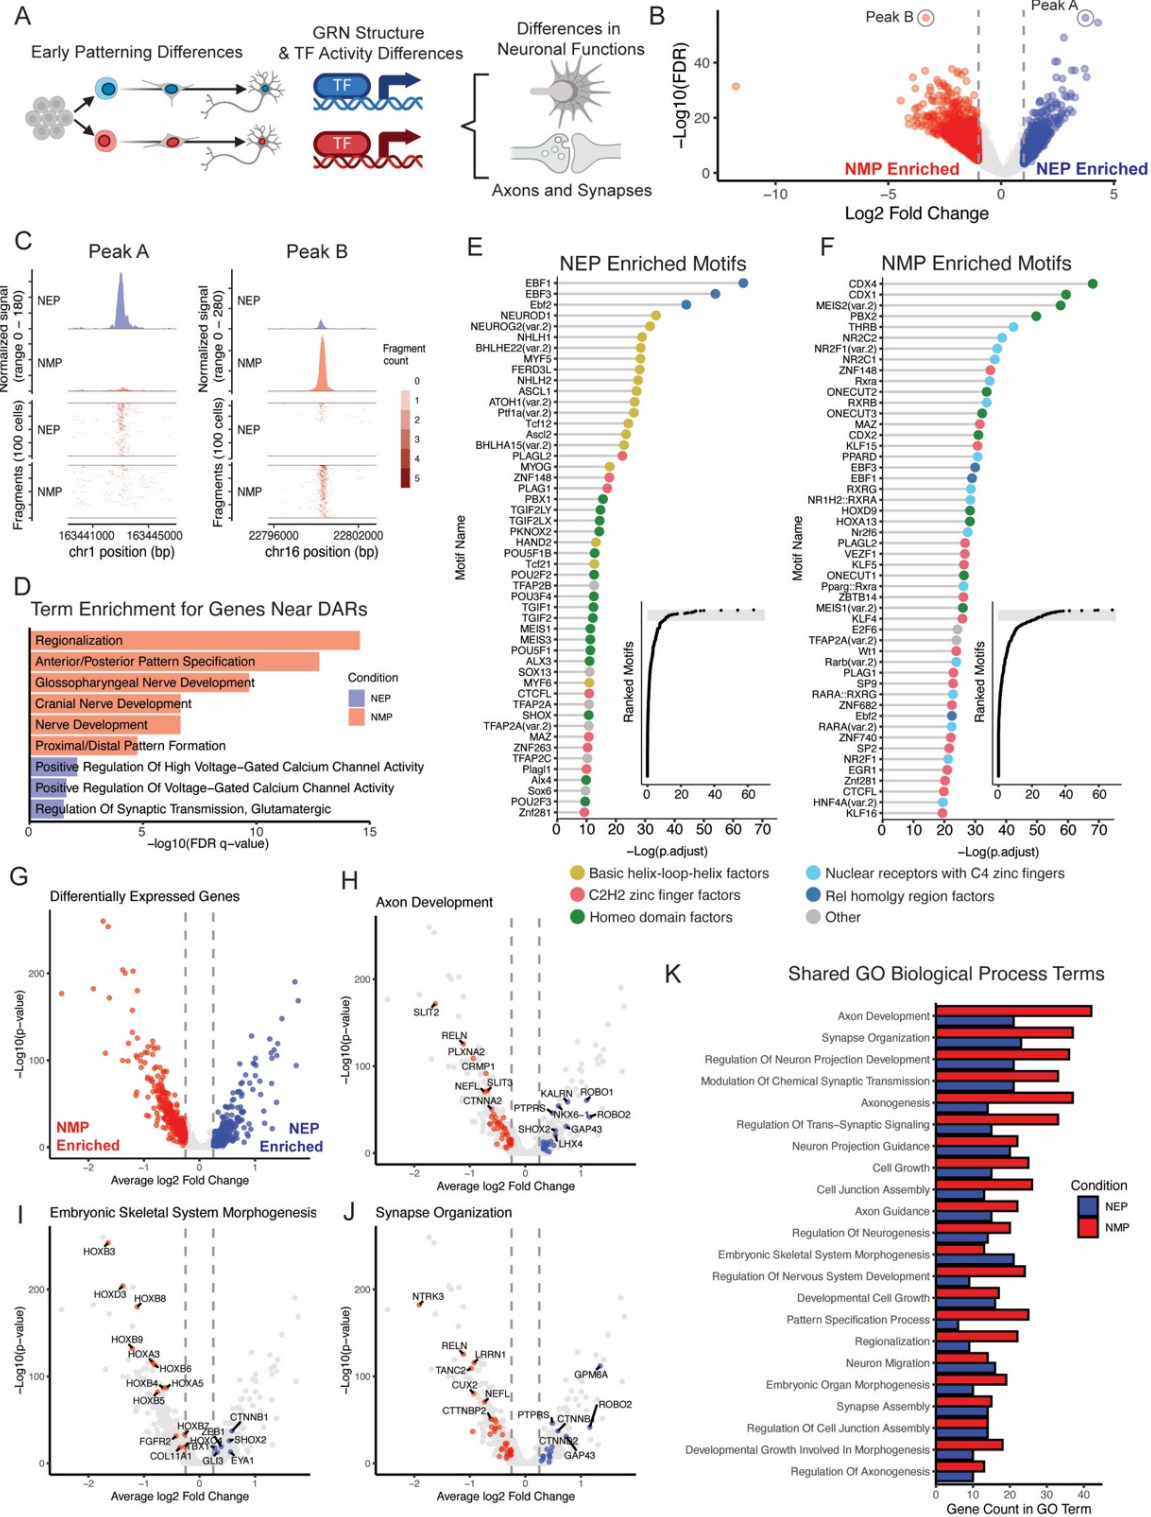 A
Early Patterning Differences
GRN Structure
& TF Activity Differences
TF
TF
Differences in
Neuronal Functions
Axons and Synapses
B
Peak B
Peak A
−Log10(FDR)
40
20
0
NMP Enriched
NEP Enriched
−10
−5
0
5
Log2 Fold Change
C
Peak A
Peak B
Normalized signal
(range 0 − 180)
NEP
NMP
Fragments (100 cells)
NEP
NMP
163441000
163445000
chr1 position (bp)
Normalized signal
(range 0 − 280)
NEP
NMP
Fragments (100 cells)
NEP
NMP
22796000
22802000
chr16 position (bp)
Fragment
count
0
1
2
3
4
5
D
Term Enrichment for Genes Near DARs
Regionalization
Anterior/Posterior Pattern Specification
Glossopharyngeal Nerve Development
Cranial Nerve Development
Nerve Development
Proximal/Distal Pattern Formation
Positive Regulation Of High Voltage−Gated Calcium Channel Activity
Positive Regulation Of Voltage−Gated Calcium Channel Activity
Regulation Of Synaptic Transmission, Glutamatergic
Condition
NEP
NMP
0
5
10
15
−log10(FDR q−value)
E
NEP Enriched Motifs
Motif Name
EBF1
EBF3
Ebf2
NEUROD1
NEUROG2(var.2)
NHLH1
BHLHE22(var.2)
MYF5
FERD3L
NHLH2
ASCL1
ATOH1(var.2)
Ptf1a(var.2)
Tcf12
Ascl2
BHLHA15(var.2)
PLAGL2
MYOG
ZNF148
PLAG1
PBX1
TGIF2LY
TGIF2LX
PKNOX2
HAND2
POU5F1B
Tcf21
POU2F2
TFAP2B
POU3F4
TGIF1
TGIF2
MEIS1
MEIS3
POU5F1
ALX3
SOX13
MYF6
CTCFL
TFAP2A
SHOX
TFAP2A(var.2)
MAZ
ZNF263
TFAP2C
Plagl1
Alx4
Sox6
POU2F3
Znf281
Ranked Motifs
0 20 40 60
0 10 20 30 40 50 60 70
−Log(p.adjust)
F
NMP Enriched Motifs
Motif Name
CDX4
CDX1
MEIS2(var.2)
PBX2
THRB
NR2C2
NR2F1(var.2)
NR2C1
ZNF148
Rxra
ONECUT2
RXRB
ONECUT3
MAZ
CDX2
KLF15
PPARD
EBF3
EBF1
RXRG
NR1H2::RXRA
HOXD9
HOXA13
Nr2f6
PLAGL2
VEZF1
KLF5
ONECUT1
Pparg::Rxra
ZBTB14
MEIS1(var.2)
KLF4
E2F6
TFAP2A(var.2)
Wt1
Rarb(var.2)
PLAG1
SP9
RARA::RXRG
ZNF682
Ebf2
RARA(var.2)
ZNF740
SP2
NR2F1
EGR1
Znf281
CTCFL
HNF4A(var.2)
KLF16
Ranked Motifs
0 20 40 60
0 10 20 30 40 50 60 70
−Log(p.adjust)
Basic helix-loop-helix factors
C2H2 zinc finger factors
Homeo domain factors
Nuclear receptors with C4 zinc fingers
Rel homolgy region factors
Other
G
Differentially Expressed Genes
−Log10(p−value)
200
100
0
NMP
Enriched
NEP
Enriched
−2
−1
0
1
Average log2 Fold Change
H
Axon Development
−Log10(p−value)
200
100
0
SLIT2
RELN
PLXNA2
CRMP1
NEFL
SLIT3
CTNNA2
KALRN
ROBO1
PTPRS
NKX6−1
ROBO2
SHOX2
GAP43
LHX4
−2
−1
0
1
Average log2 Fold Change
I
Embryonic Skeletal System Morphogenesis
−Log10(p−value)
200
100
0
HOXB3
HOXD3
HOXB8
HOXB9
HOXA3
HOXB6
HOXB4
HOXA5
HOXB5
HOXB7
CTNNB1
ZEB1
FGFR2
HOXC4
SHOX2
TBX1
COL11A1
GLI3
EYA1
−2
−1
0
1
Average log2 Fold Change
J
Synapse Organization
−Log10(p−value)
200
100
0
NTRK3
RELN
LRRN1
TANC2
CUX2
NEFL
CTTNBP2
GPM6A
ROBO2
PTPRS
CTNNB1
CTNND2
GAP43
−2
−1
0
1
Average log2 Fold Change
K
Shared GO Biological Process Terms
Axon Development
Synapse Organization
Regulation Of Neuron Projection Development
Modulation Of Chemical Synaptic Transmission
Axonogenesis
Regulation Of Trans−Synaptic Signaling
Neuron Projection Guidance
Cell Growth
Cell Junction Assembly
Axon Guidance
Regulation Of Neurogenesis
Embryonic Skeletal System Morphogenesis
Regulation Of Nervous System Development
Developmental Cell Growth
Pattern Specification Process
Regionalization
Neuron Migration
Embryonic Organ Morphogenesis
Synapse Assembly
Regulation Of Cell Junction Assembly
Developmental Growth Involved In Morphogenesis
Regulation Of Axonogenesis
Condition
NEP
NMP
0
10
20
30
40
Gene Count in GO Term